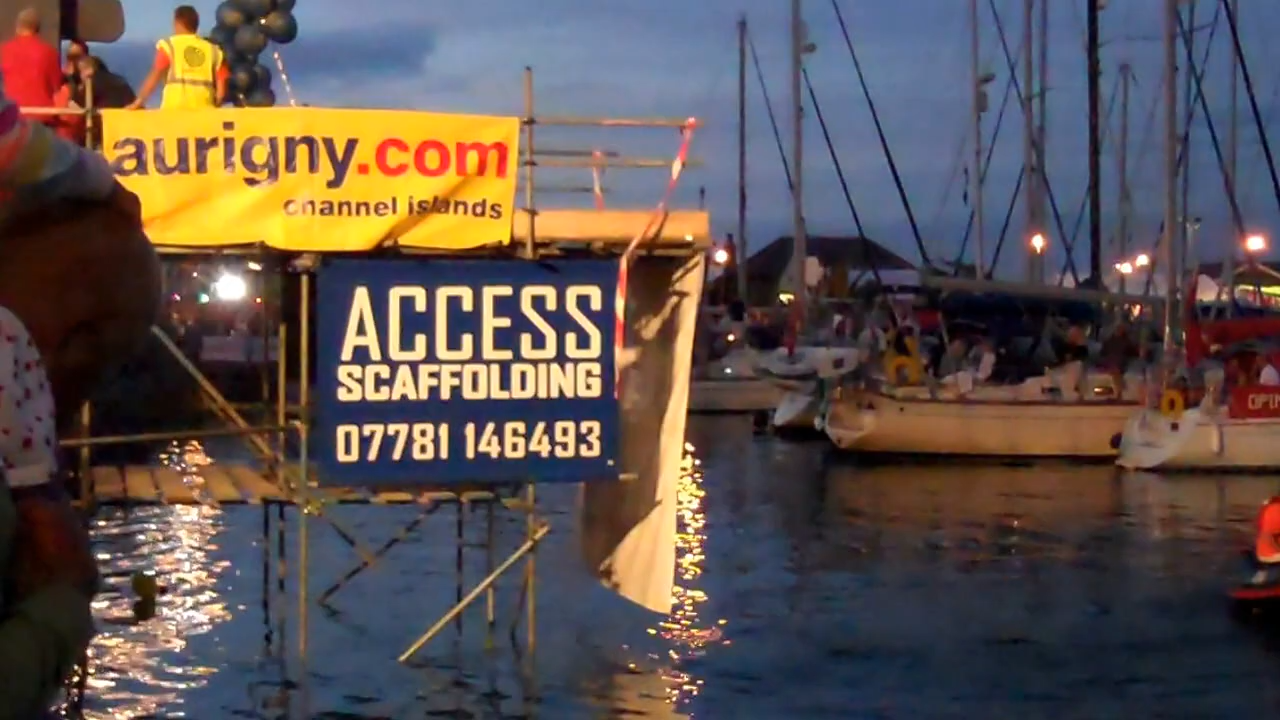 aurigny.com
channel islands
ACCESS
SCAFFOLDING
07781 146493